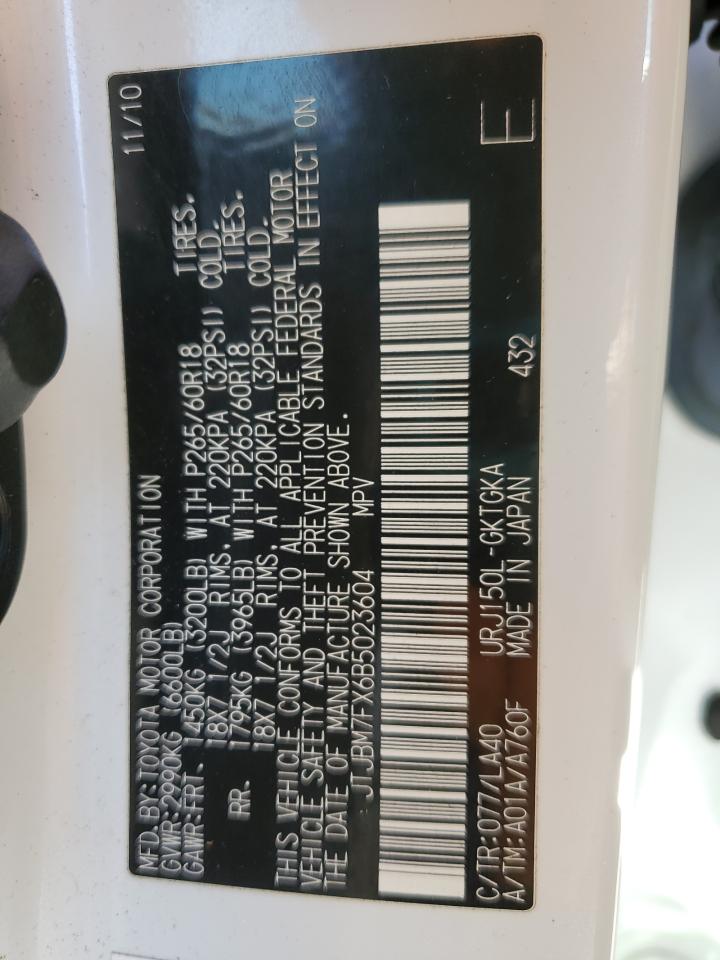 MFD. BY: TOYOTA MOTOR CORPORATION 11/10
GVWR: 2990KG (6600LB)
GAWR: FRT. 1450KG (3200LB) WITH P265/60R18 TIRES.
18X7 1/2J RIMS. AT 220KPA (32PSI) COLD.
RR. 1795KG (3965LB) WITH P265/60R18 TIRES.
18X7 1/2J RIMS. AT 220KPA (32PSI) COLD.
THIS VEHICLE CONFORMS TO ALL APPLICABLE FEDERAL MOTOR
VEHICLE SAFETY AND THEFT PREVENTION STANDARDS IN EFFECT ON
THE DATE OF MANUFACTURE SHOWN ABOVE.
JTJBM7FX6B5023604 MPV
C/TR: 077/LA40 URJ150L-GKTGKA E
A/TM: A01A/A760F MADE IN JAPAN 432